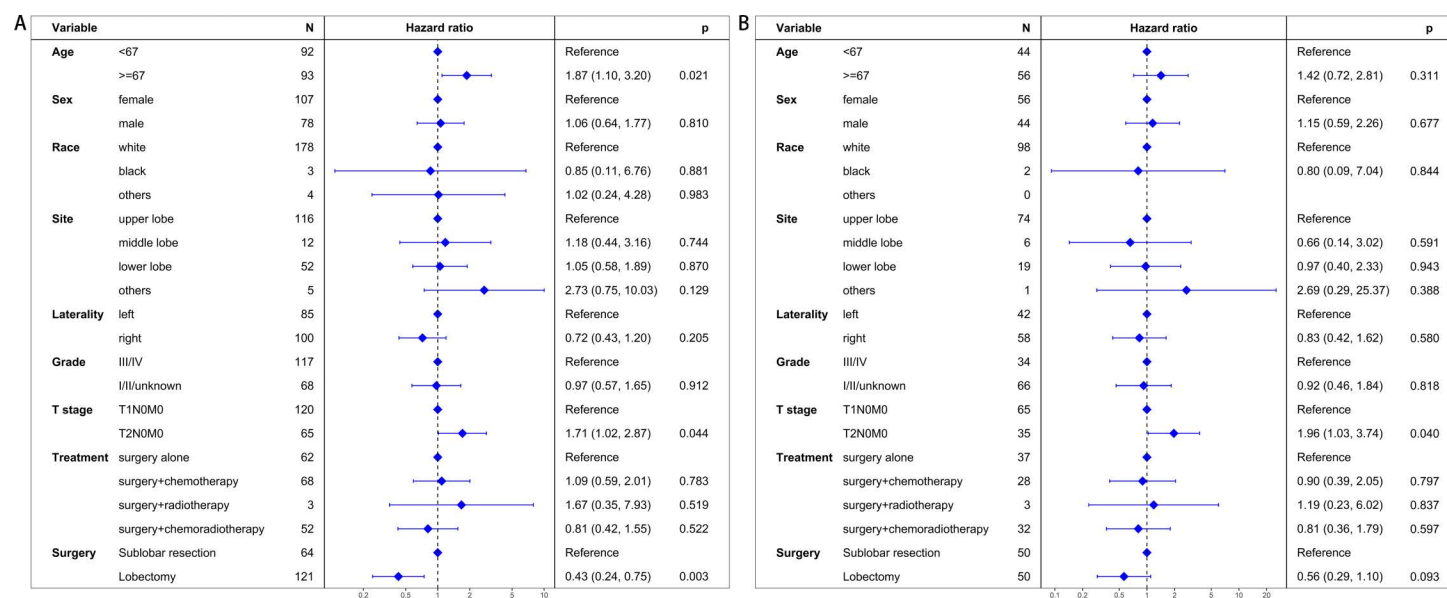 A
Variable N Hazard ratio p
Age <67 92 Reference
>=67 93 1.87 (1.10, 3.20) 0.021
Sex female 107 Reference
male 78 1.06 (0.64, 1.77) 0.810
Race white 178 Reference
black 3 0.85 (0.11, 6.76) 0.881
others 4 1.02 (0.24, 4.28) 0.983
Site upper lobe 116 Reference
middle lobe 12 1.18 (0.44, 3.16) 0.744
lower lobe 52 1.05 (0.58, 1.89) 0.870
others 5 2.73 (0.75, 10.03) 0.129
Laterality left 85 Reference
right 100 0.72 (0.43, 1.20) 0.205
Grade III/IV 117 Reference
I/II/unknown 68 0.97 (0.57, 1.65) 0.912
T stage T1N0M0 120 Reference
T2N0M0 65 1.71 (1.02, 2.87) 0.044
Treatment surgery alone 62 Reference
surgery+chemotherapy 68 1.09 (0.59, 2.01) 0.783
surgery+radiotherapy 3 1.67 (0.35, 7.93) 0.519
surgery+chemoradiotherapy 52 0.81 (0.42, 1.55) 0.522
Surgery Sublobar resection 64 Reference
Lobectomy 121 0.43 (0.24, 0.75) 0.003
0.2 0.5 1 2 5 10
B
Variable N Hazard ratio p
Age <67 44 Reference
>=67 56 1.42 (0.72, 2.81) 0.311
Sex female 56 Reference
male 44 1.15 (0.59, 2.26) 0.677
Race white 98 Reference
black 2 0.80 (0.09, 7.04) 0.844
others 0
Site upper lobe 74 Reference
middle lobe 6 0.66 (0.14, 3.02) 0.591
lower lobe 19 0.97 (0.40, 2.33) 0.943
others 1 2.69 (0.29, 25.37) 0.388
Laterality left 42 Reference
right 58 0.83 (0.42, 1.62) 0.580
Grade III/IV 34 Reference
I/II/unknown 66 0.92 (0.46, 1.84) 0.818
T stage T1N0M0 65 Reference
T2N0M0 35 1.96 (1.03, 3.74) 0.040
Treatment surgery alone 37 Reference
surgery+chemotherapy 28 0.90 (0.39, 2.05) 0.797
surgery+radiotherapy 3 1.19 (0.23, 6.02) 0.837
surgery+chemoradiotherapy 32 0.81 (0.36, 1.79) 0.597
Surgery Sublobar resection 50 Reference
Lobectomy 50 0.56 (0.29, 1.10) 0.093
0.1 0.2 0.5 1 2 5 10 20